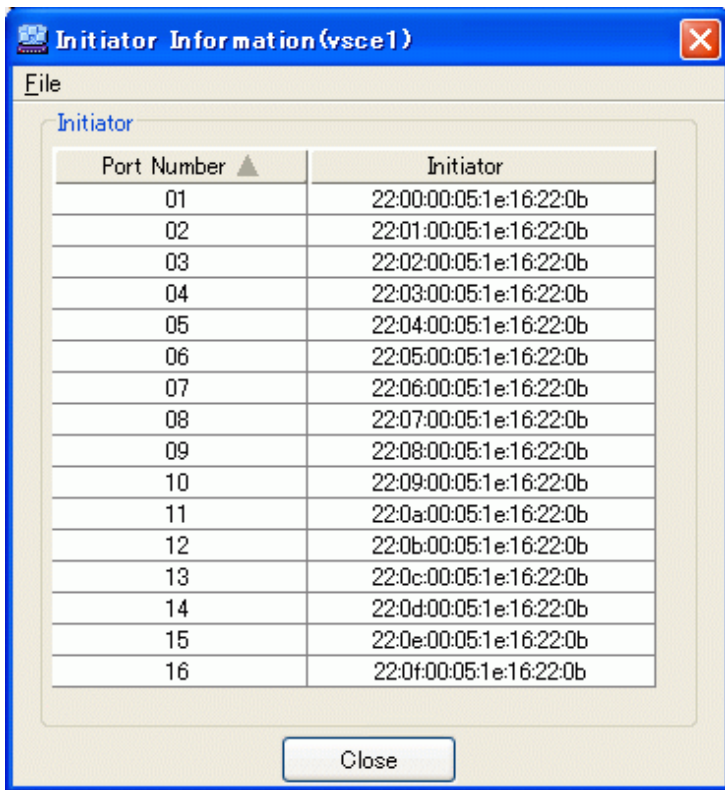 Initiator Information(vsce1)
File
Initiator
Port Number Initiator
01 22:00:00:05:1e:16:22:0b
02 22:01:00:05:1e:16:22:0b
03 22:02:00:05:1e:16:22:0b
04 22:03:00:05:1e:16:22:0b
05 22:04:00:05:1e:16:22:0b
06 22:05:00:05:1e:16:22:0b
07 22:06:00:05:1e:16:22:0b
08 22:07:00:05:1e:16:22:0b
09 22:08:00:05:1e:16:22:0b
10 22:09:00:05:1e:16:22:0b
11 22:0a:00:05:1e:16:22:0b
12 22:0b:00:05:1e:16:22:0b
13 22:0c:00:05:1e:16:22:0b
14 22:0d:00:05:1e:16:22:0b
15 22:0e:00:05:1e:16:22:0b
16 22:0f:00:05:1e:16:22:0b
Close